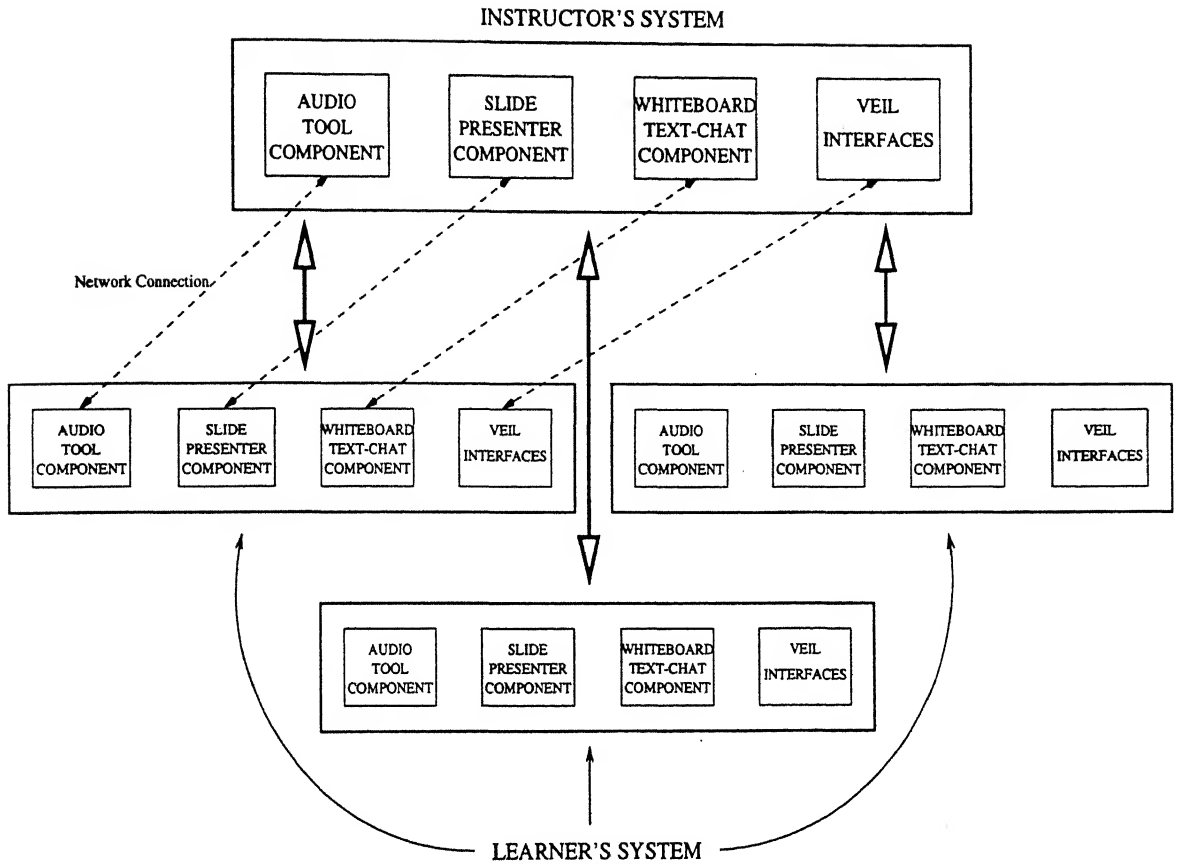 INSTRUCTOR'S SYSTEM
AUDIO
TOOL
COMPONENT
SLIDE
PRESENTER
COMPONENT
WHITEBOARD
TEXT-CHAT
COMPONENT
VEIL
INTERFACES
Network Connection
AUDIO
TOOL
COMPONENT
SLIDE
PRESENTER
COMPONENT
WHITEBOARD
TEXT-CHAT
COMPONENT
VEIL
INTERFACES
AUDIO
TOOL
COMPONENT
SLIDE
PRESENTER
COMPONENT
WHITEBOARD
TEXT-CHAT
COMPONENT
VEIL
INTERFACES
AUDIO
TOOL
COMPONENT
SLIDE
PRESENTER
COMPONENT
WHITEBOARD
TEXT-CHAT
COMPONENT
VEIL
INTERFACES
LEARNER'S SYSTEM